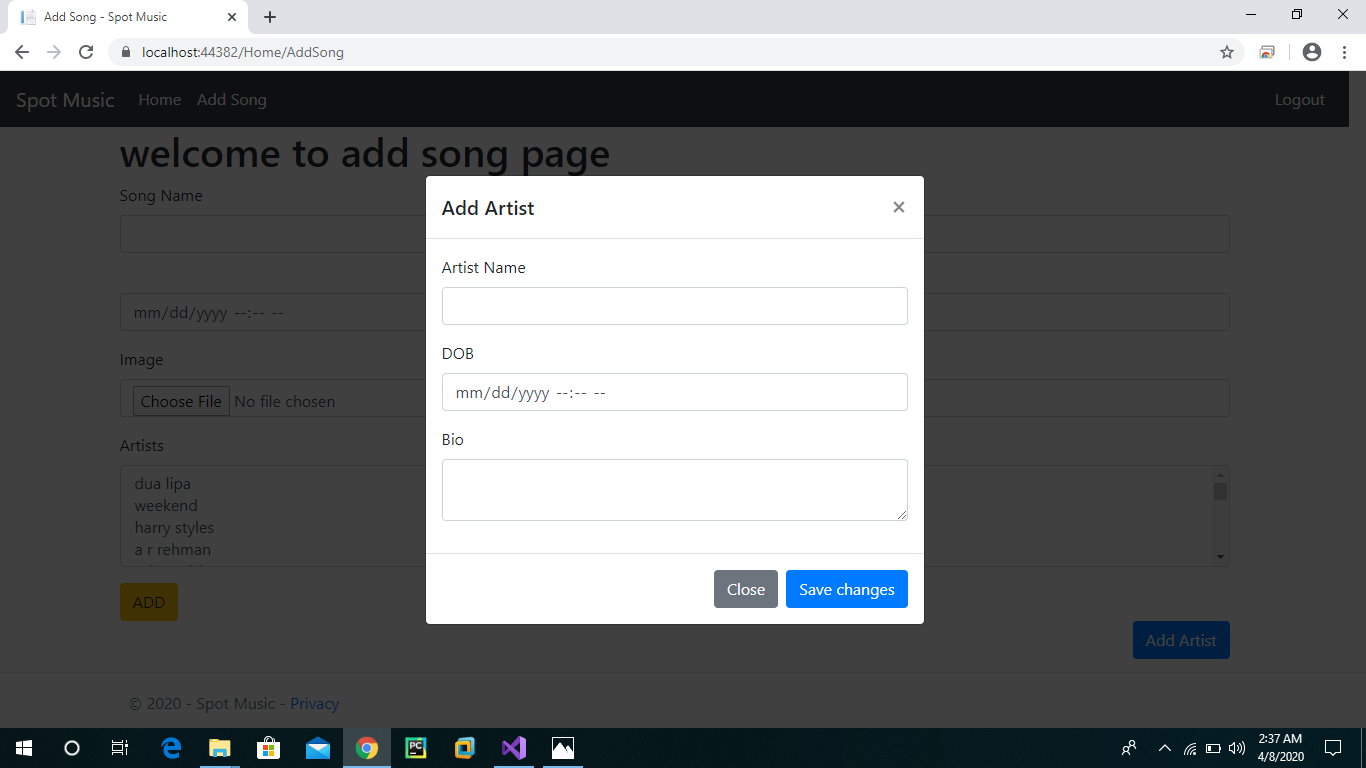 Add Song - Spot Music
localhost:44382/Home/AddSong
Spot Music Home Add Song Logout
welcome to add song page
Song Name
mm/dd/yyyy --:-- --
Image
Choose File No file chosen
Artists
dua lipa
weekend
harry styles
a r rehman
ADD
Add Artist
© 2020 - Spot Music - Privacy
Add Artist
Artist Name
DOB
mm/dd/yyyy --:-- --
Bio
Close Save changes
PC
2:37 AM
4/8/2020